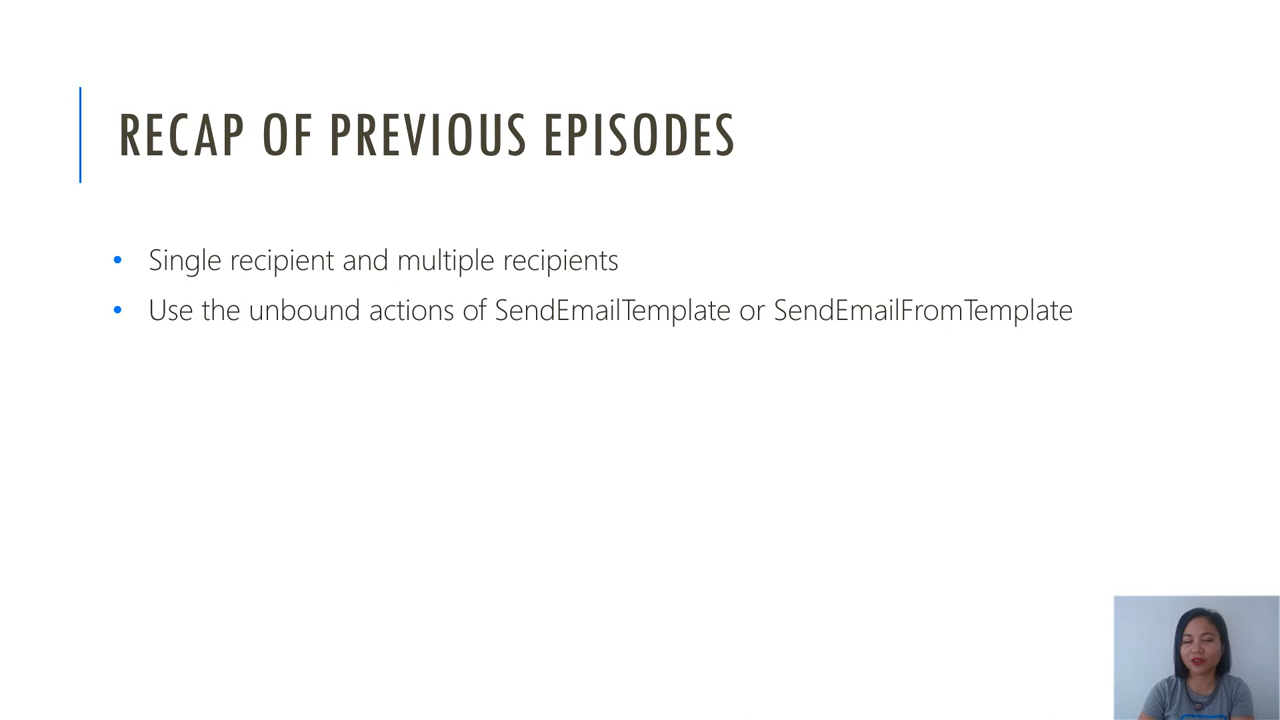 RECAP OF PREVIOUS EPISODES
• Single recipient and multiple recipients
• Use the unbound actions of SendEmailTemplate or SendEmailFromTemplate